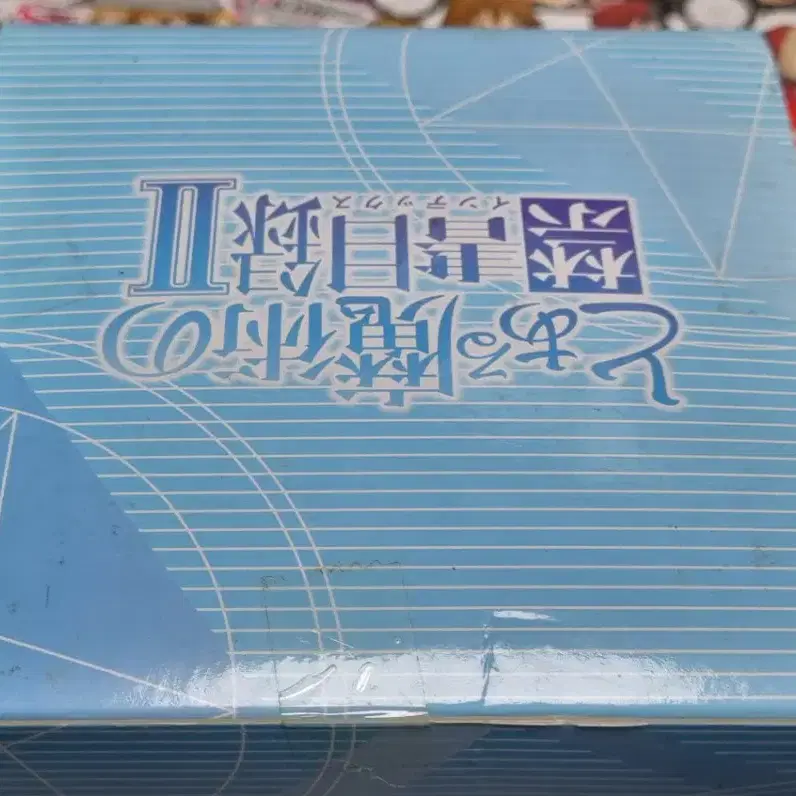 とある魔術の
禁書目録Ⅱ
インデックス